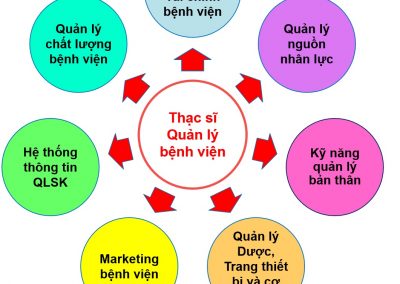 bệnh viện
Quản lý
chất lượng
bệnh viện
Quản lý
nguồn
nhân lực
Thạc sĩ
Quản lý
bệnh viện
Hệ thống
thông tin
QLSK
Kỹ năng
quản lý
bản thân
Marketing
bệnh viện
Quản lý
Dược,
Trang thiết
bị và cơ